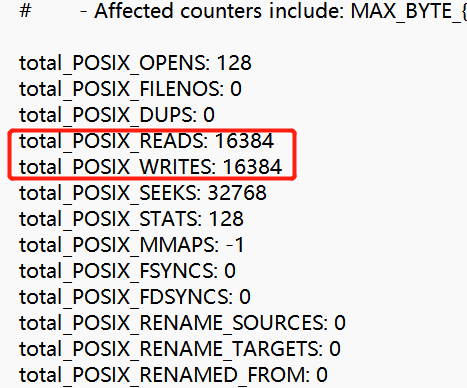 #       - Affected counters include: MAX_BYTE_{
total_POSIX_OPENS: 128
total_POSIX_FILENOS: 0
total_POSIX_DUPS: 0
total_POSIX_READS: 16384
total_POSIX_WRITES: 16384
total_POSIX_SEEKS: 32768
total_POSIX_STATS: 128
total_POSIX_MMAPS: -1
total_POSIX_FSYNCS: 0
total_POSIX_FDSYNCS: 0
total_POSIX_RENAME_SOURCES: 0
total_POSIX_RENAME_TARGETS: 0
total_POSIX_RENAMED_FROM: 0